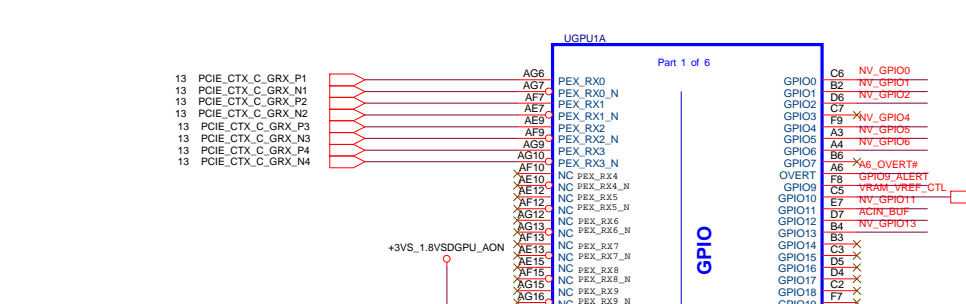 UGPU1A
Part 1 of 6
13 PCIE_CTX_C_GRX_P1 AG6 PEX_RX0 GPIO0 C6 NV_GPIO0
13 PCIE_CTX_C_GRX_N1 AG7 PEX_RX0_N GPIO1 B2 NV_GPIO1
13 PCIE_CTX_C_GRX_P2 AF7 PEX_RX1 GPIO2 D6 NV_GPIO2
13 PCIE_CTX_C_GRX_N2 AE7 PEX_RX1_N GPIO3 C7
13 PCIE_CTX_C_GRX_P3 AE9 PEX_RX2 GPIO4 F9 NV_GPIO4
13 PCIE_CTX_C_GRX_N3 AF9 PEX_RX2_N GPIO5 A3 NV_GPIO5
13 PCIE_CTX_C_GRX_P4 AG9 PEX_RX3 GPIO6 A4 NV_GPIO6
13 PCIE_CTX_C_GRX_N4 AG10 PEX_RX3_N GPIO7 B6
AF10 NC PEX_RX4 OVERT A6 A6_OVERT#
AE10 NC PEX_RX4_N GPIO9 F8 GPIO9_ALERT
AE12 NC PEX_RX5 GPIO10 C5 VRAM_VREF_CTL
AF12 NC PEX_RX5_N GPIO11 E7 NV_GPIO11
AG12 NC PEX_RX6 GPIO12 D7 ACIN_BUF
AG13 NC PEX_RX6_N GPIO13 B4 NV_GPIO13
AF13 NC PEX_RX7 GPIO14 B3
AE13 NC PEX_RX7_N GPIO15 C3
AE15 NC PEX_RX8 GPIO16 D5
AF15 NC PEX_RX8_N GPIO17 D4
AG15 NC PEX_RX9 GPIO18 C2
AG16 NC PEX_RX9_N GPIO19 F7
+3VS_1.8VSDGPU_AON
GPIO